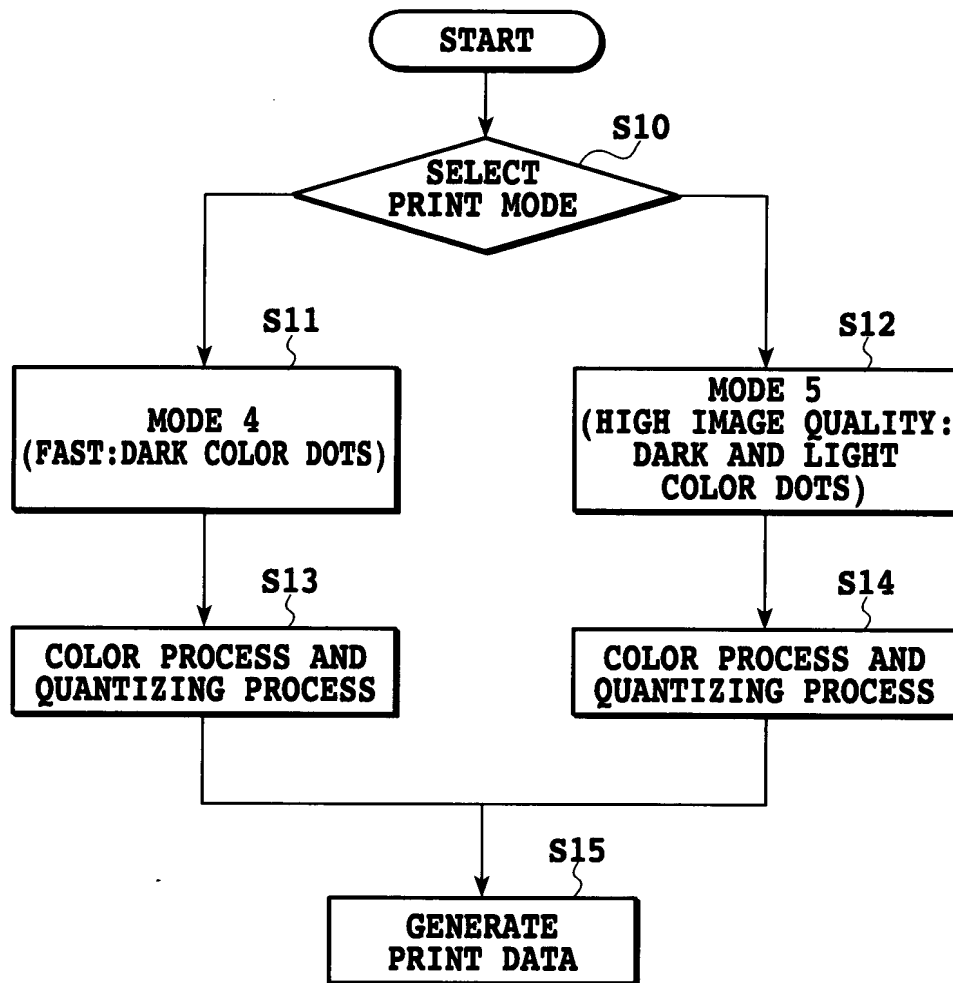 START
S10
SELECT
PRINT MODE
S11
MODE 4
(FAST:DARK COLOR DOTS)
S12
MODE 5
(HIGH IMAGE QUALITY:
DARK AND LIGHT
COLOR DOTS)
S13
COLOR PROCESS AND
QUANTIZING PROCESS
S14
COLOR PROCESS AND
QUANTIZING PROCESS
S15
GENERATE
PRINT DATA